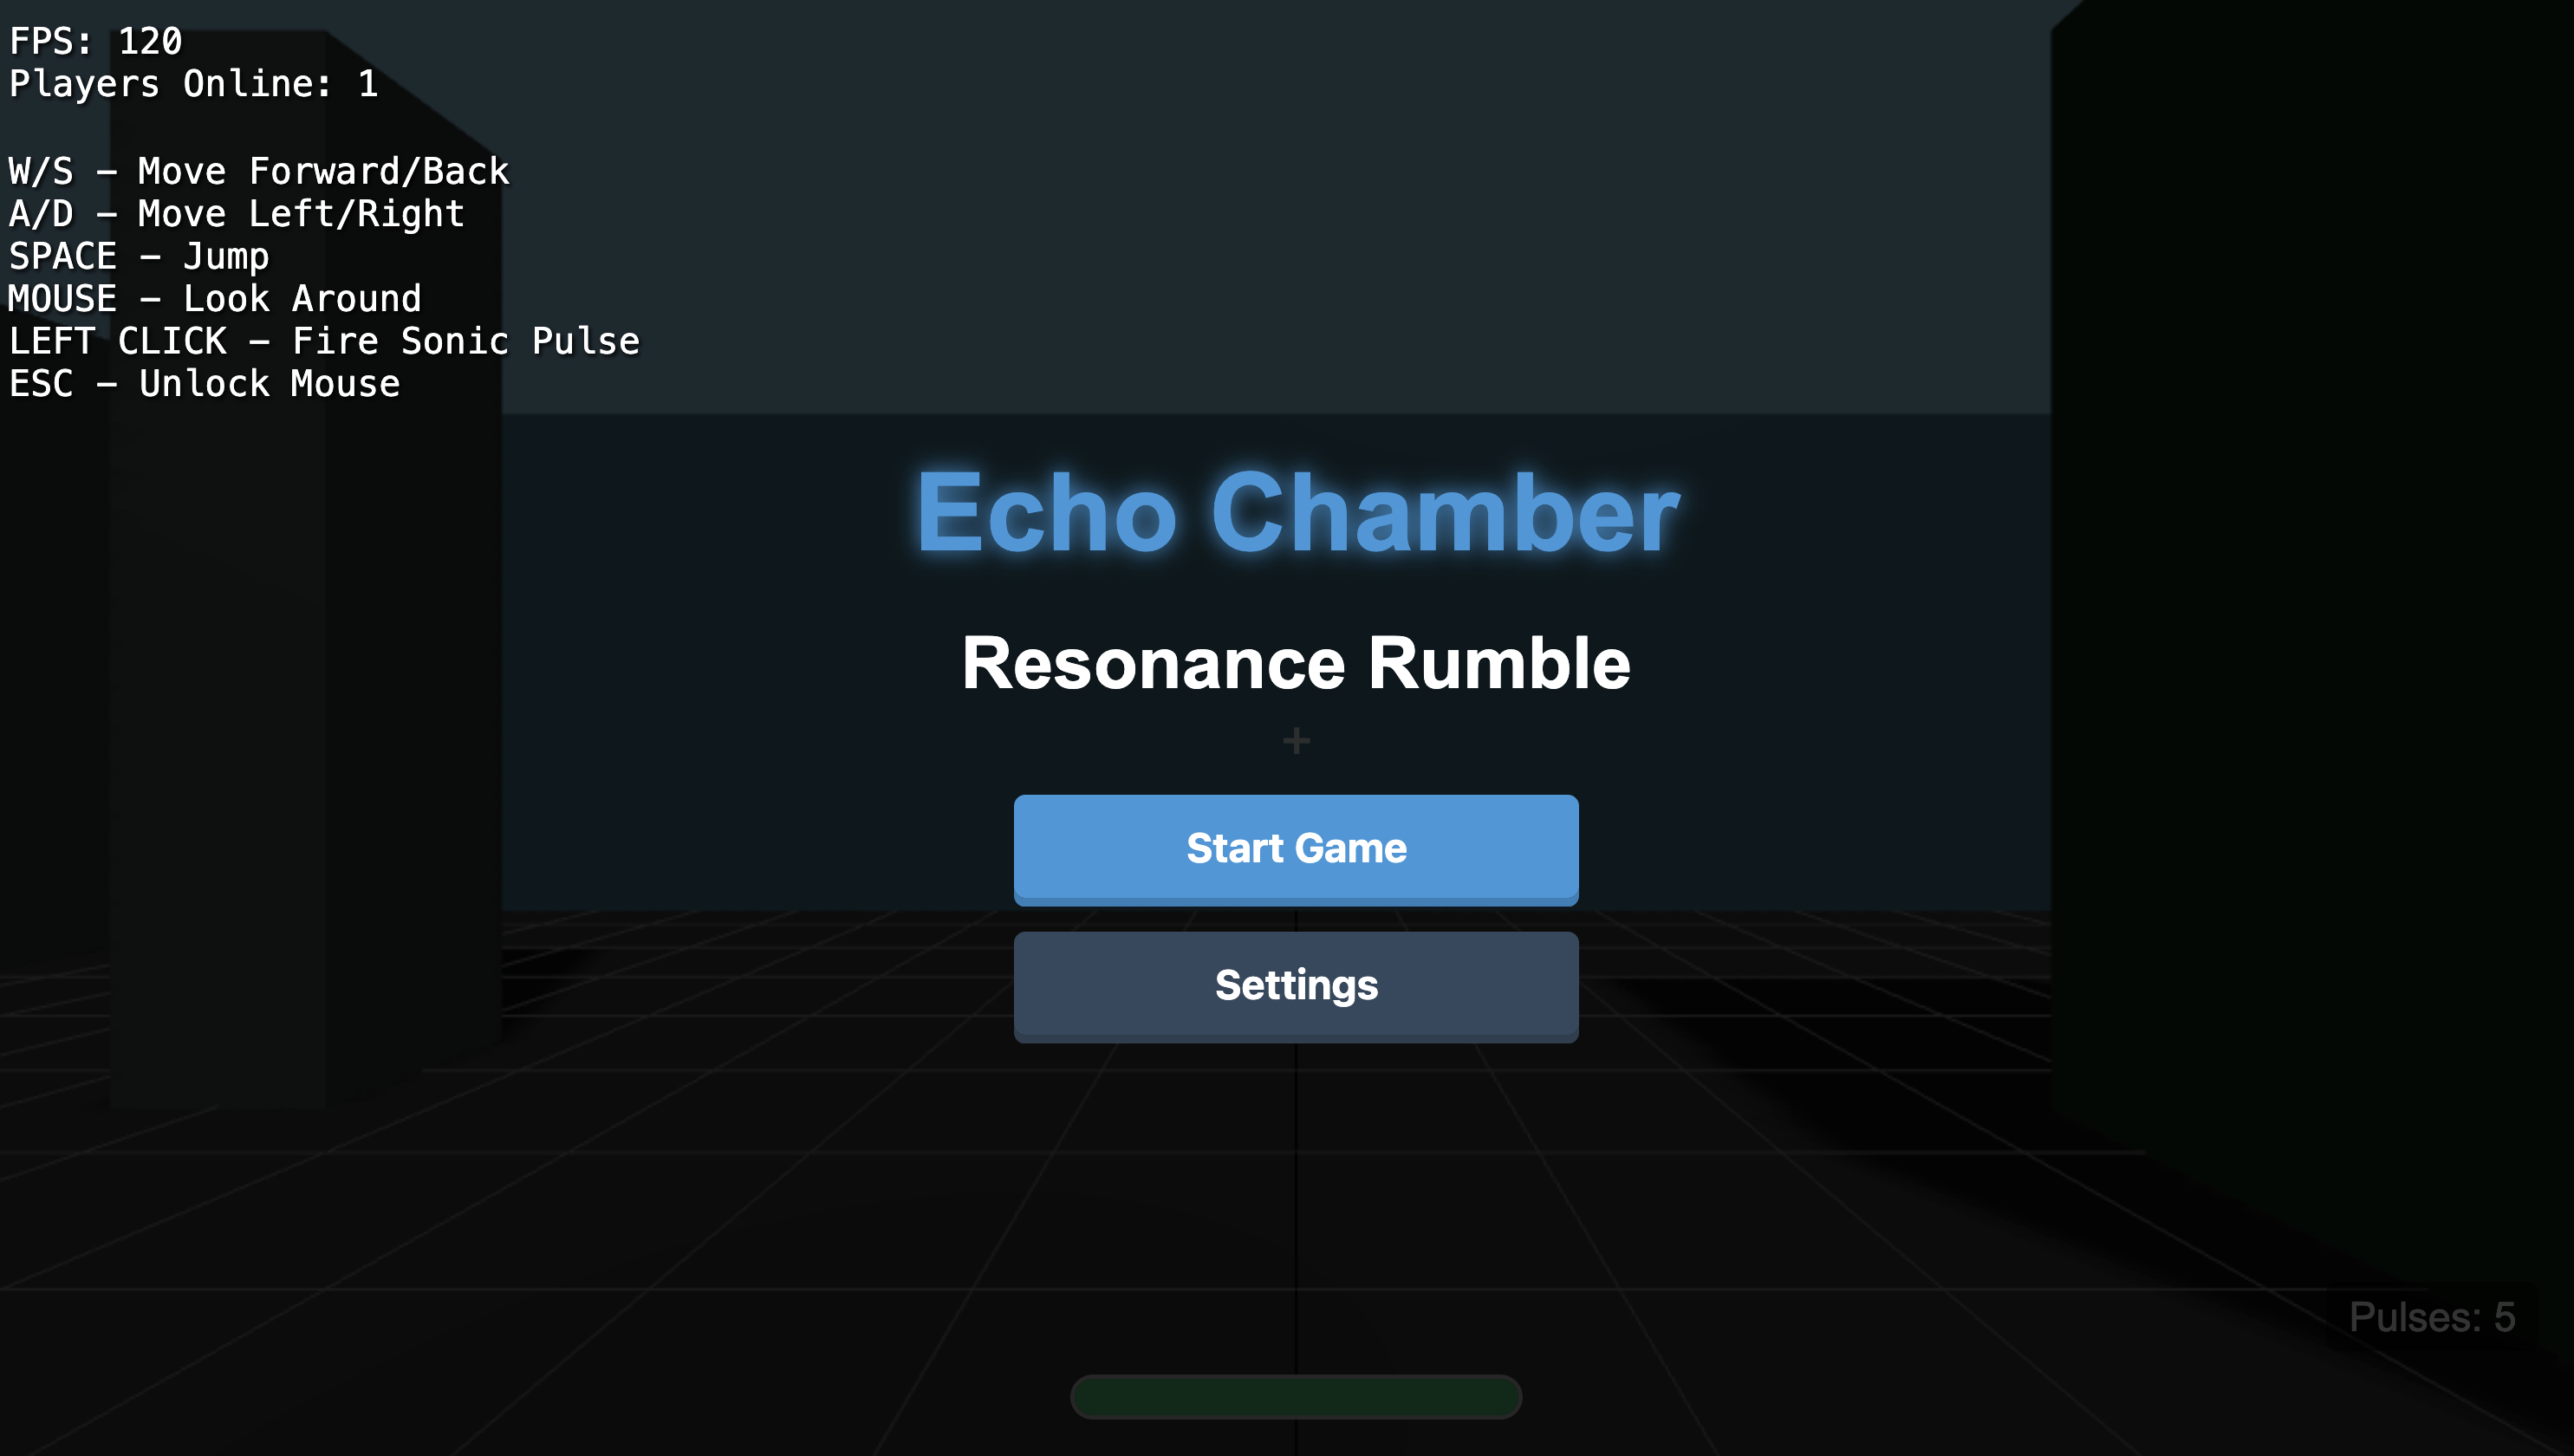 FPS: 120
Players Online: 1
W/S – Move Forward/Back
A/D – Move Left/Right
SPACE – Jump
MOUSE – Look Around
LEFT CLICK – Fire Sonic Pulse
ESC – Unlock Mouse
Echo Chamber
Resonance Rumble
+
Start Game
Settings
Pulses: 5